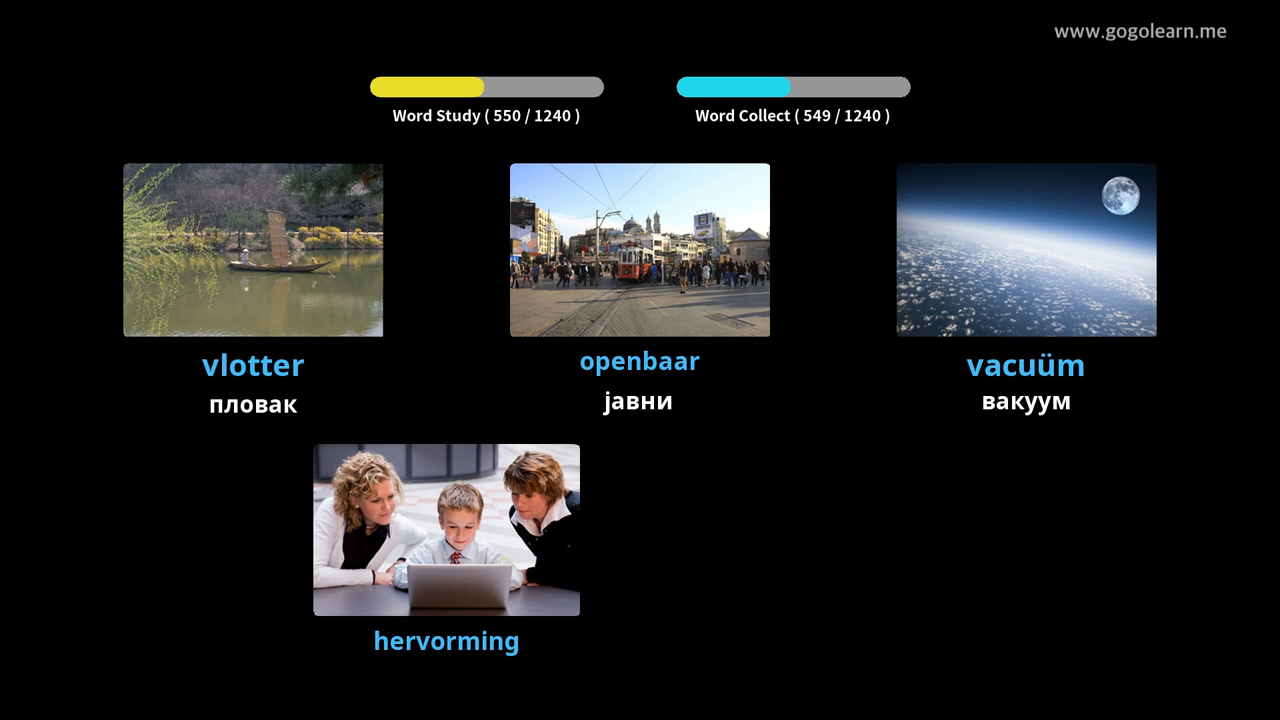 www.gogolearn.me
Word Study ( 550 / 1240 )
Word Collect ( 549 / 1240 )
vlotter
пловак
openbaar
јавни
vacuüm
вакуум
hervorming